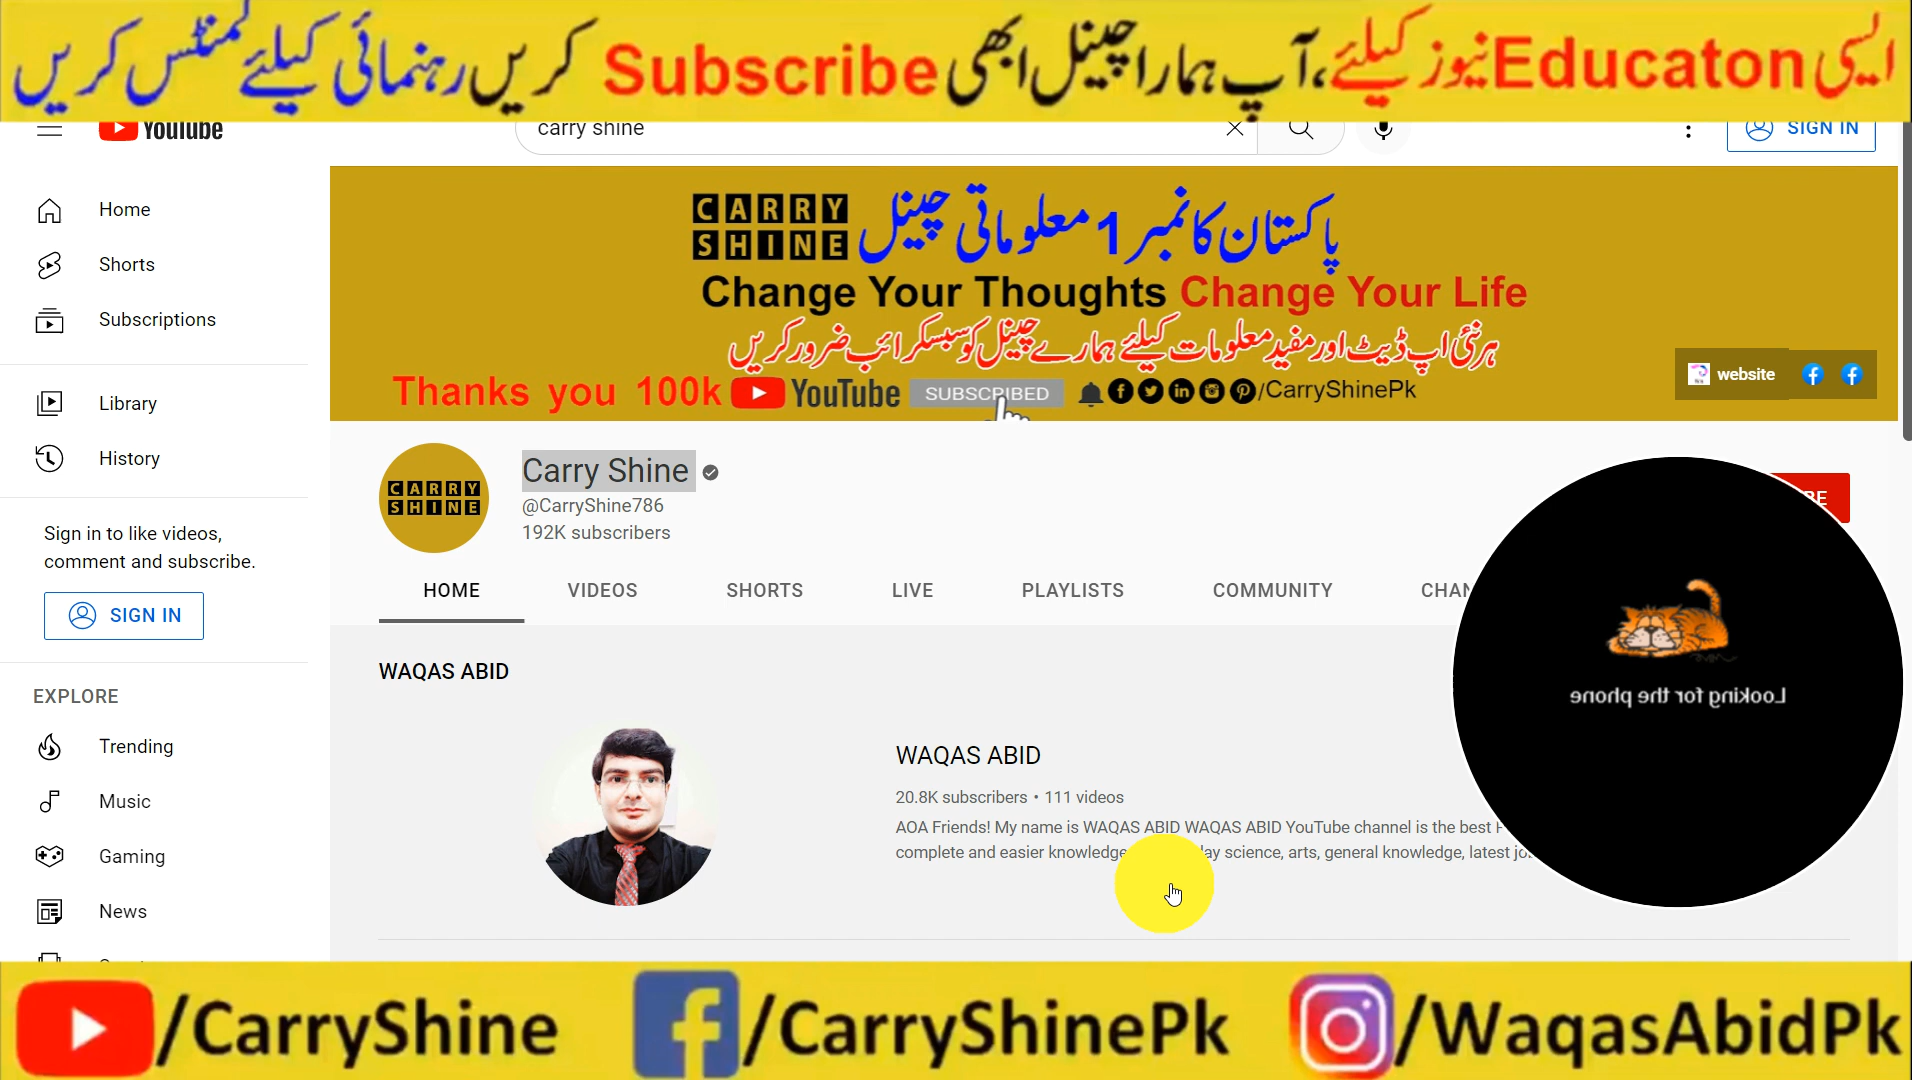 ایسی Educaton نیوز کیلئے، آپ ہمارا چینل ابھی Subscribe کریں رہنمائی کیلئے کمنٹس کریں
YouTube
carry shine
SIGN IN
Home
Shorts
Subscriptions
Library
History
Sign in to like videos,
comment and subscribe.
SIGN IN
EXPLORE
Trending
Music
Gaming
News
CARRY
SHINE
پاکستان کا نمبر 1 معلوماتی چینل
Change Your Thoughts Change Your Life
ہر نئی اپ ڈیٹ اور مفید معلومات کیلئے ہمارے چینل کو سبسکرائب ضرور کریں
Thanks you 100k YouTube SUBSCRIBED /CarryShinePk
website
CARRY
SHINE
Carry Shine
@CarryShine786
192K subscribers
HOME VIDEOS SHORTS LIVE PLAYLISTS COMMUNITY
WAQAS ABID
WAQAS ABID
20.8K subscribers • 111 videos
AOA Friends! My name is WAQAS ABID WAQAS ABID YouTube channel is the best
complete and easier knowledge science, arts, general knowledge, latest
Looking for the phone
/CarryShine /CarryShinePk /WaqasAbidPk